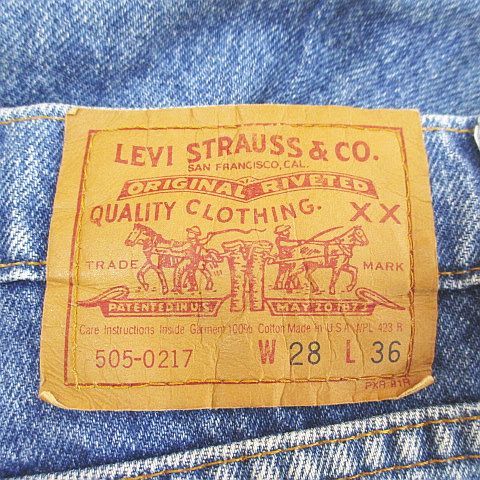 LEVI STRAUSS & CO.
SAN FRANCISCO, CAL.
ORIGINAL RIVETED
QUALITY CLOTHING. XX
TRADE MARK
PATENTED IN U.S. MAY 20, 1873
Care Instructions Inside Garment 100% Cotton Made in U.S.A. WPL 423 R
505-0217 W 28 L 36